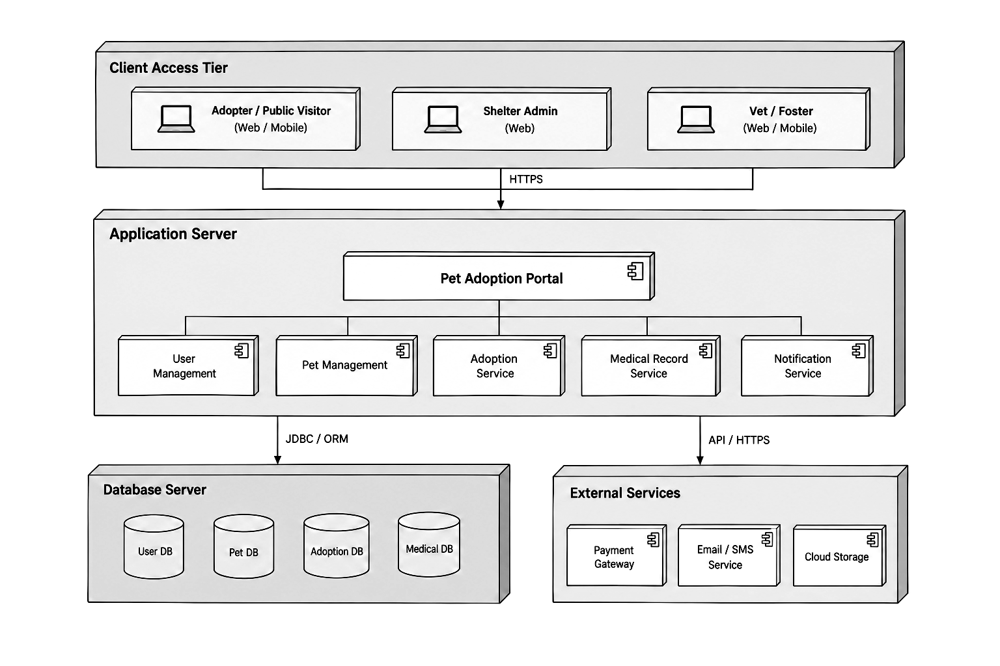 Client Access Tier
Adopter / Public Visitor
(Web / Mobile)
Shelter Admin
(Web)
Vet / Foster
(Web / Mobile)
HTTPS
Application Server
Pet Adoption Portal
User
Management
Pet Management
Adoption
Service
Medical Record
Service
Notification
Service
JDBC / ORM
API / HTTPS
Database Server
User DB
Pet DB
Adoption DB
Medical DB
External Services
Payment
Gateway
Email / SMS
Service
Cloud Storage